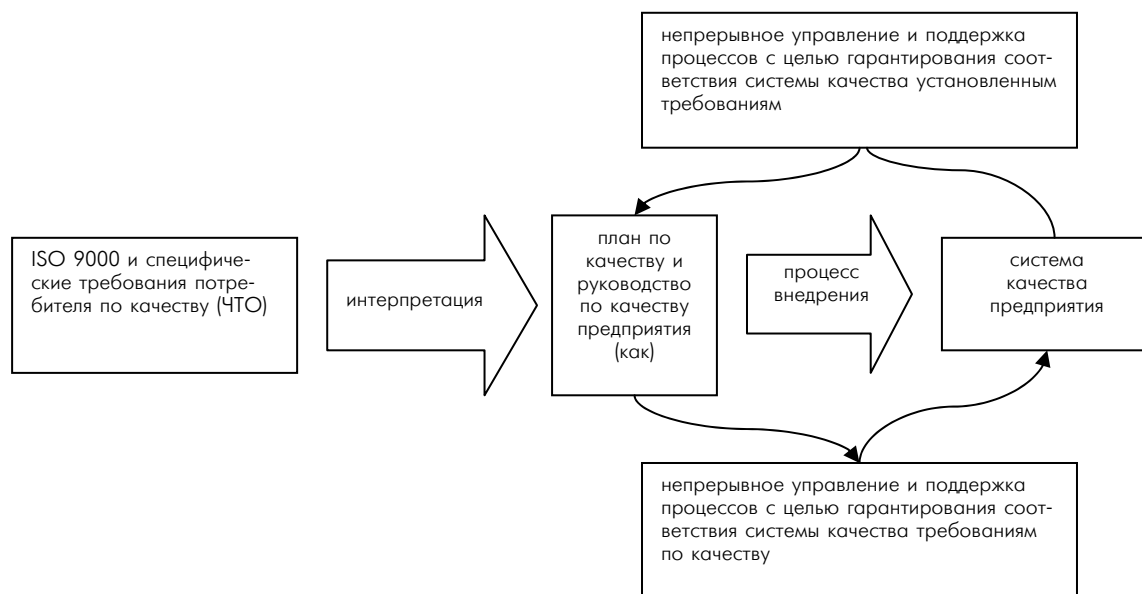 непрерывное управление и поддержка
процессов с целью гарантирования соот-
ветствия системы качества установленным
требованиям
ISO 9000 и специфиче-
ские требования потре-
бителя по качеству (ЧТО)
интерпретация
план по
качеству и
руководство
по качеству
предприятия
(как)
процесс
внедрения
система
качества
предприятия
непрерывное управление и поддержка
процессов с целью гарантирования соот-
ветствия системы качества требованиям
по качеству